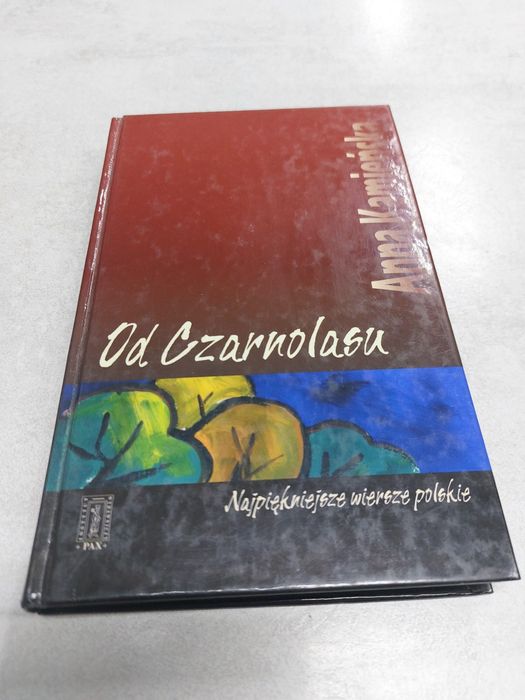 Anna Kamieńska
Od Czarnolasu
Najpiękniejsze wiersze polskie
PAX